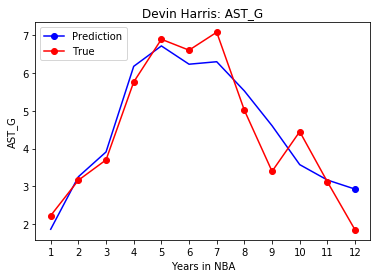 Devin Harris: AST_G
Prediction
True
7
6
5
4
3
2
AST_G
1 2 3 4 5 6 7 8 9 10 11 12
Years in NBA